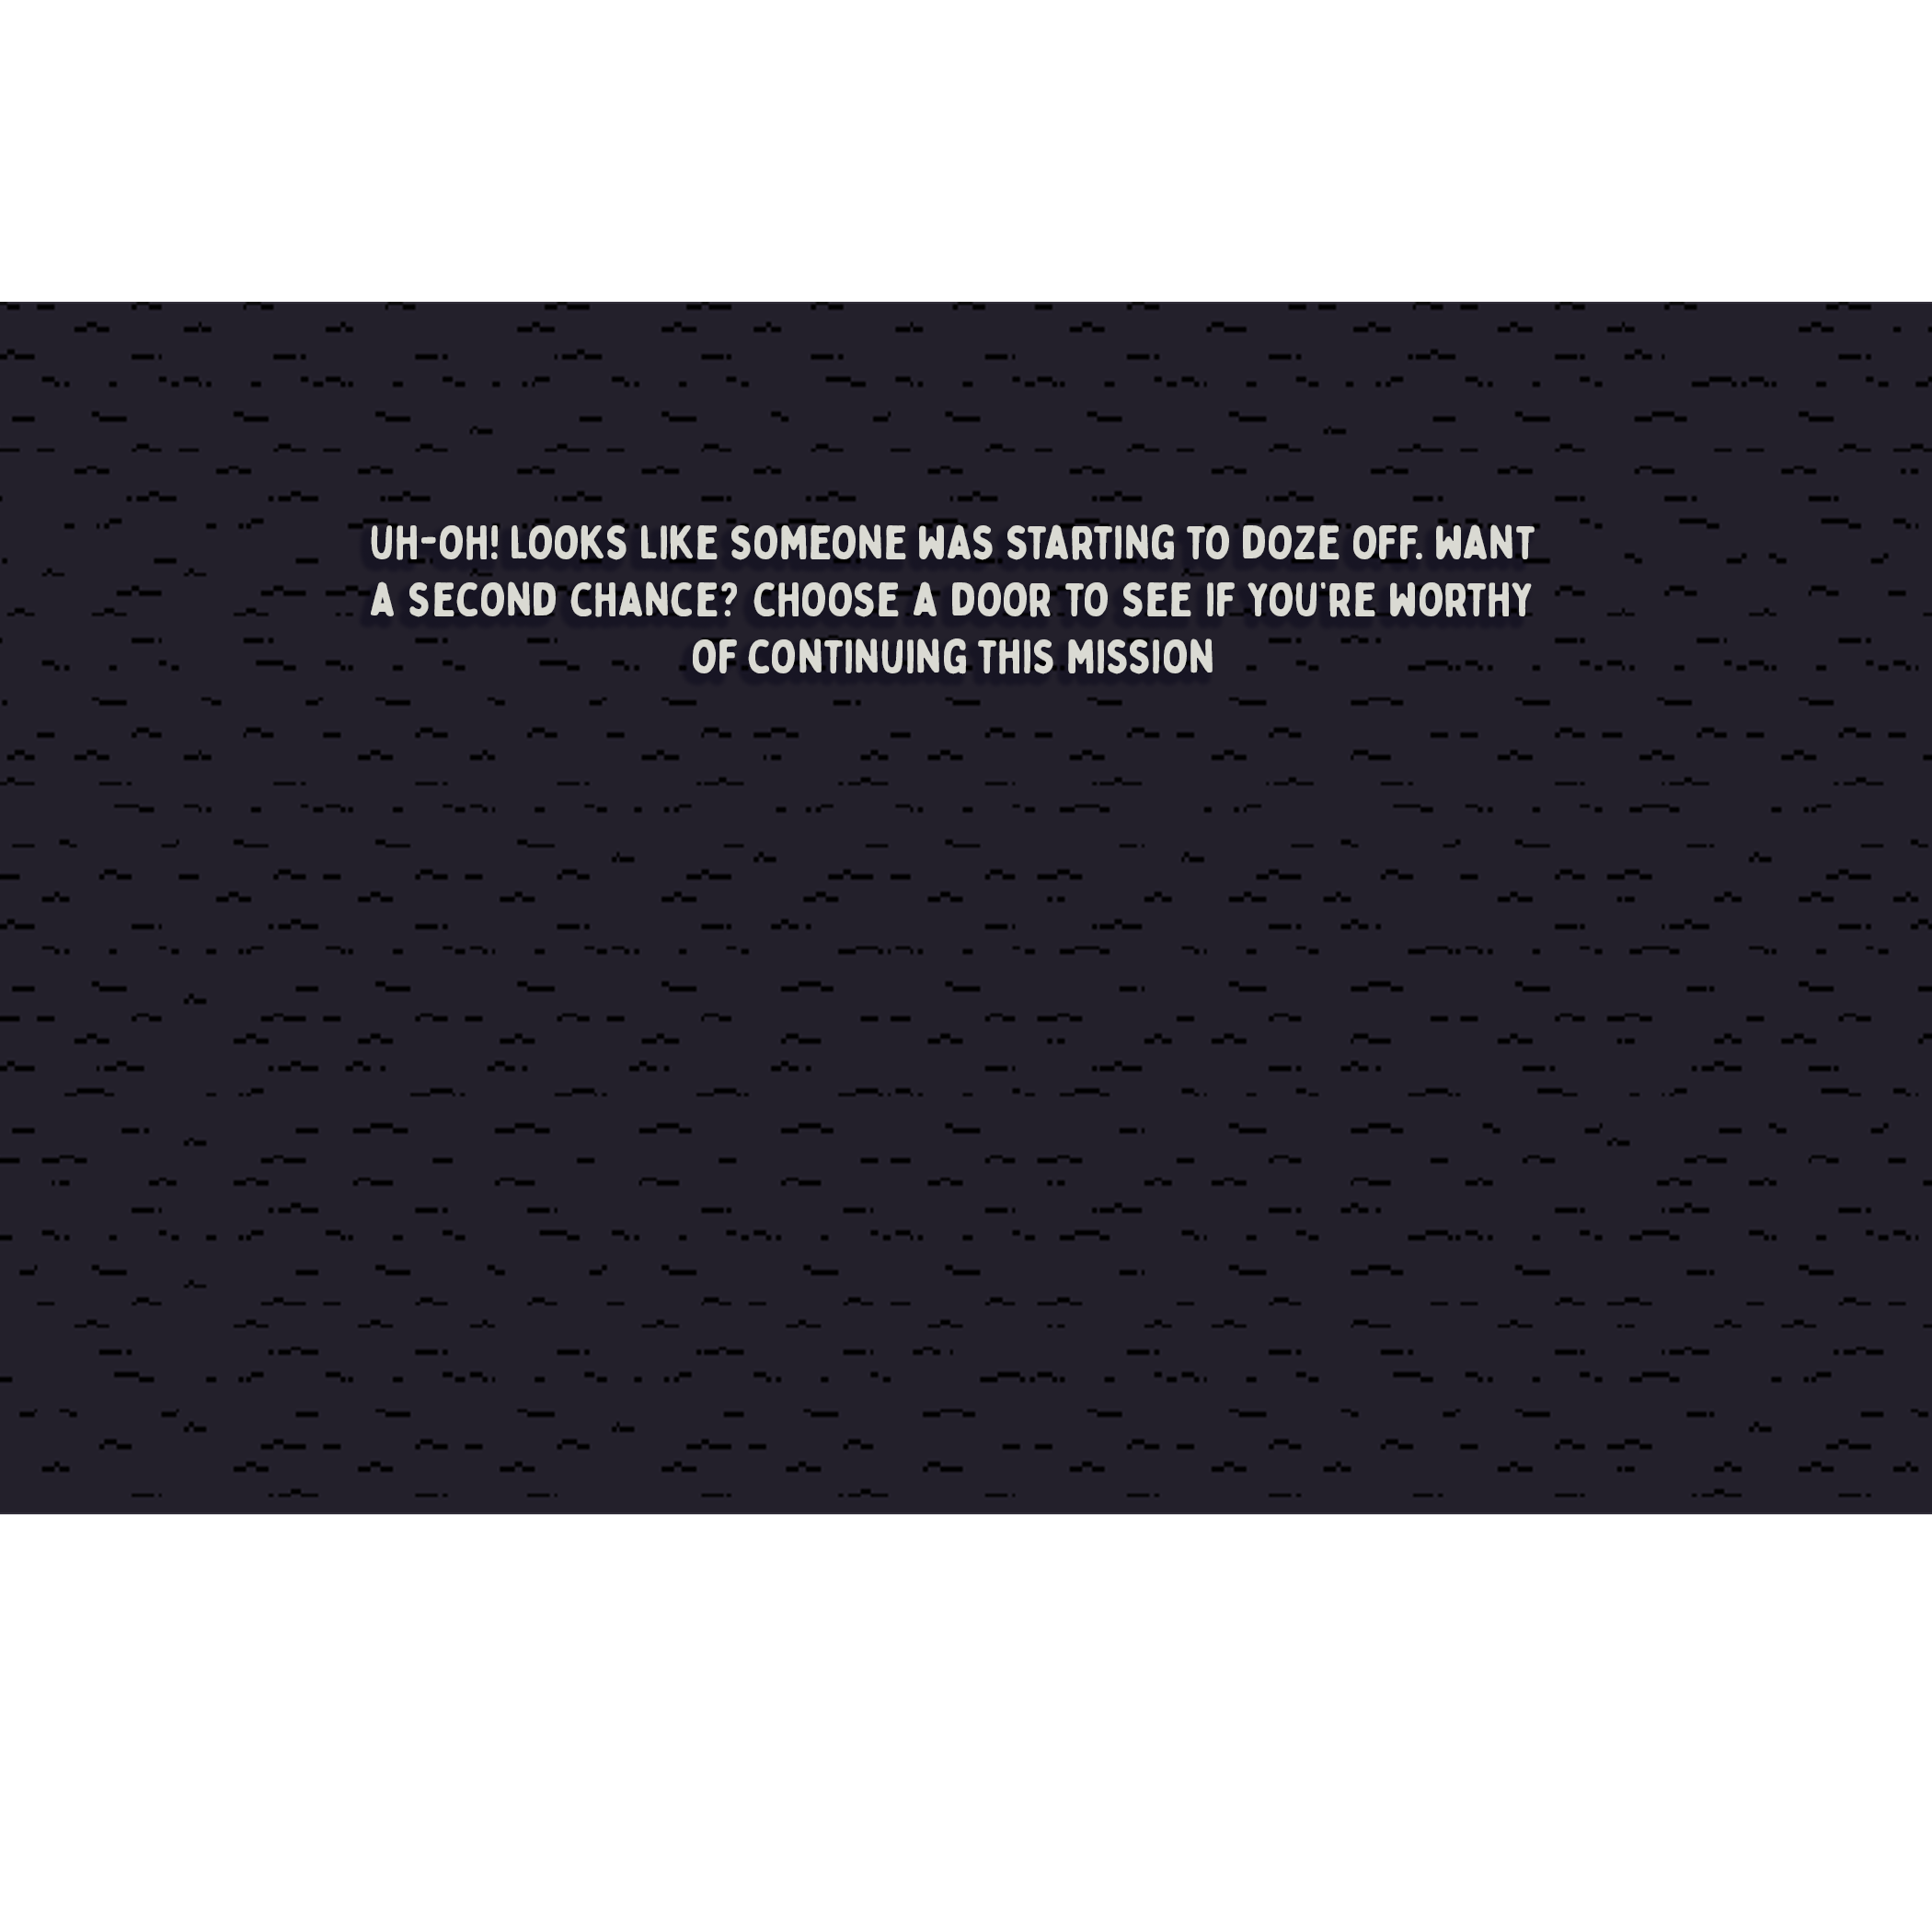 UH-OH! LOOKS LIKE SOMEONE WAS STARTING TO DOZE OFF. WANT
A SECOND CHANCE? CHOOSE A DOOR TO SEE IF YOU'RE WORTHY
OF CONTINUING THIS MISSION